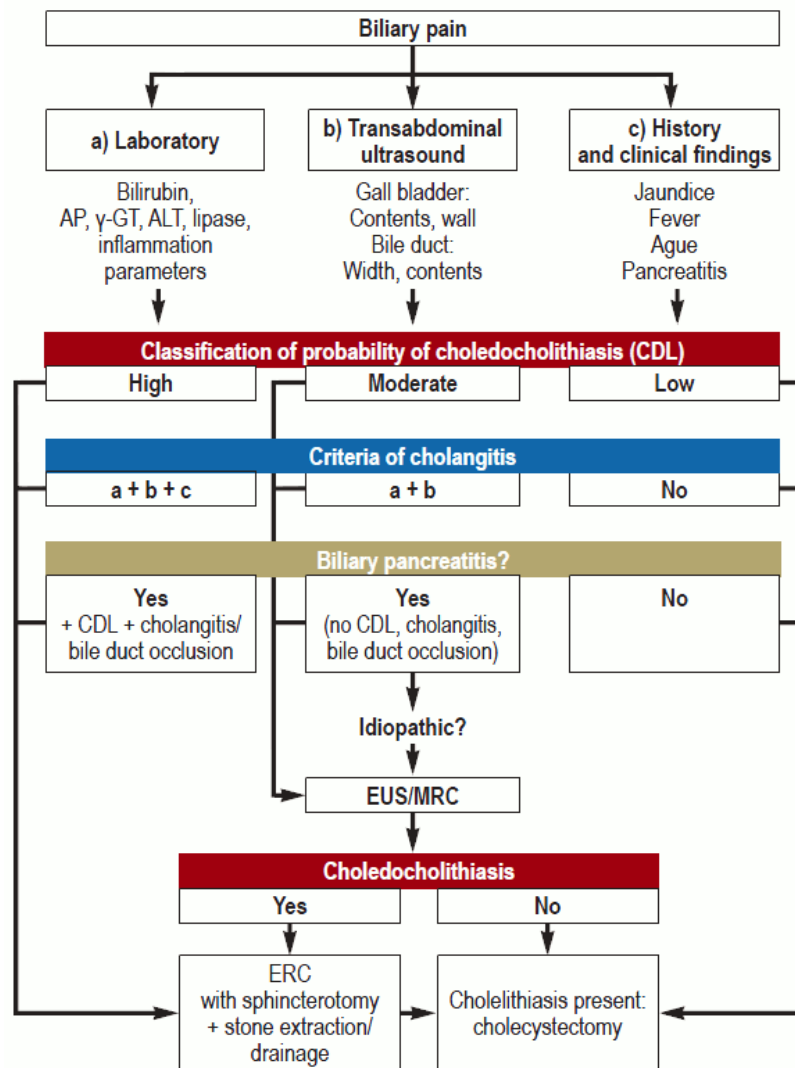 Biliary pain
a) Laboratory
b) Transabdominal
ultrasound
c) History
and clinical findings
Bilirubin,
AP, γ-GT, ALT, lipase,
inflammation
parameters
Gall bladder:
Contents, wall
Bile duct:
Width, contents
Jaundice
Fever
Ague
Pancreatitis
Classification of probability of choledocholithiasis (CDL)
High
Moderate
Low
Criteria of cholangitis
a + b + c
a + b
No
Biliary pancreatitis?
Yes
+ CDL + cholangitis/
bile duct occlusion
Yes
(no CDL, cholangitis,
bile duct occlusion)
No
Idiopathic?
EUS/MRC
Choledocholithiasis
Yes
No
ERC
with sphincterotomy
+ stone extraction/
drainage
Cholelithiasis present:
cholecystectomy